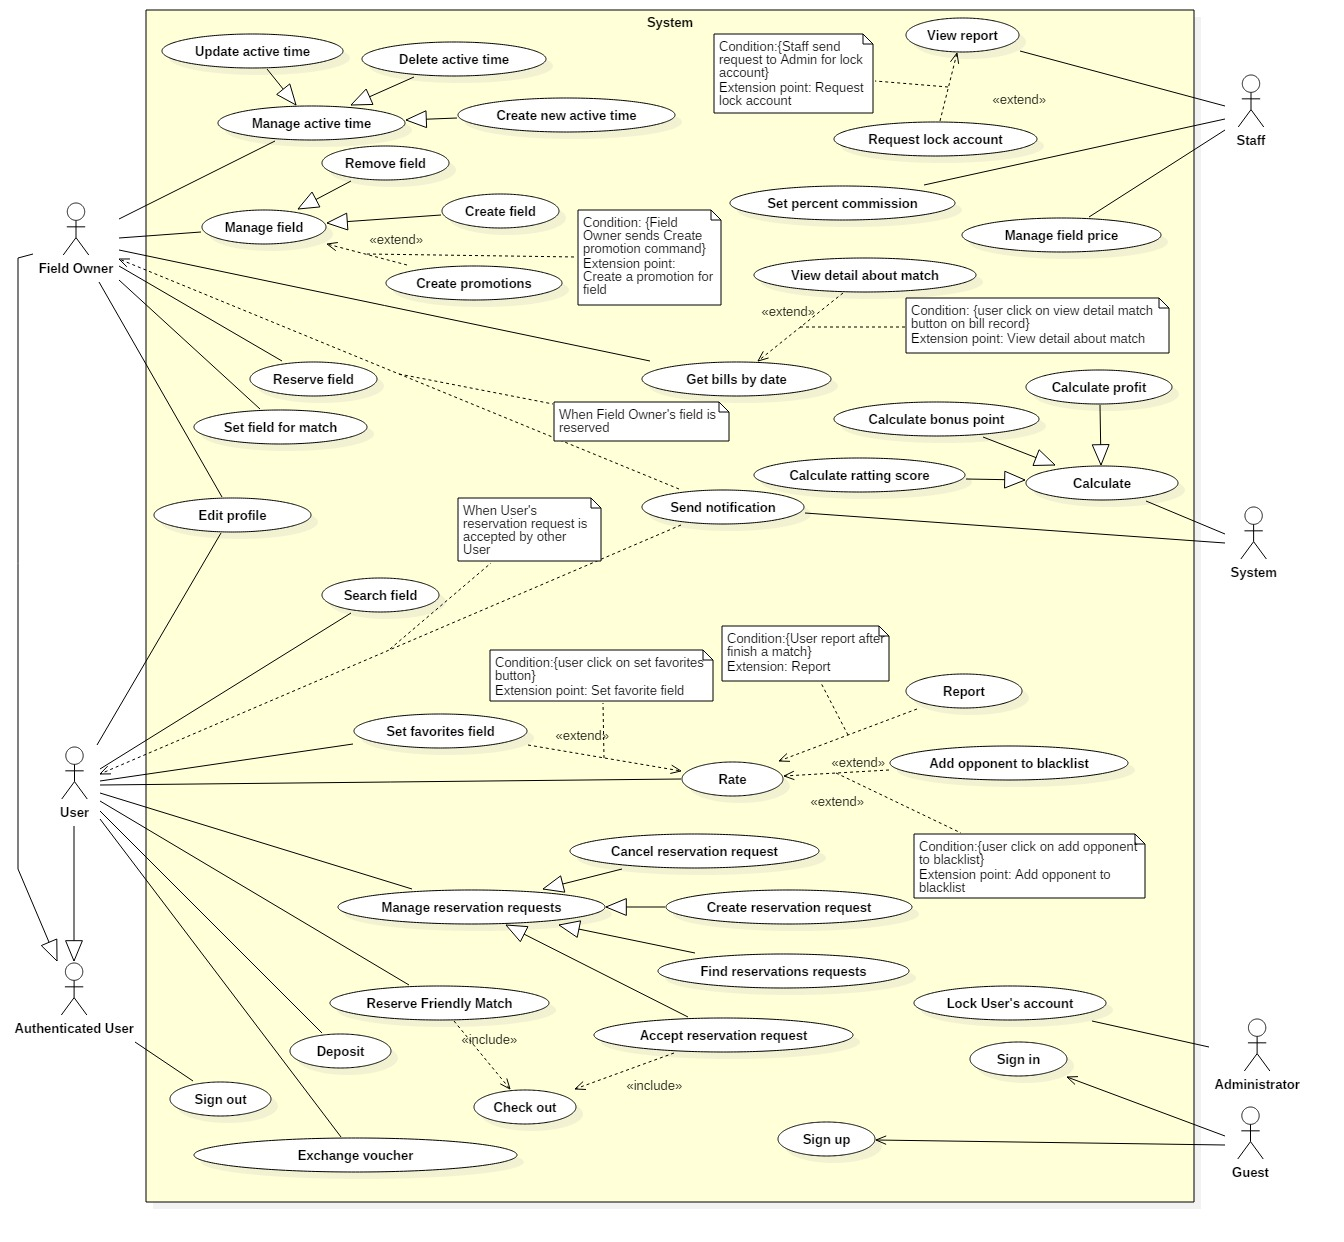 System
Update active time
Delete active time
Manage active time
Create new active time
Remove field
Create field
Manage field
«extend»
Create promotions
Condition: {Field
Owner sends Create
promotion command}
Extension point:
Create a promotion for
field
Condition:{Staff send
request to Admin for lock
account}
Extension point: Request
lock account
View report
«extend»
Request lock account
Staff
Set percent commission
Manage field price
Field Owner
View detail about match
«extend»
Condition: {user click on view detail match
button on bill record}
Extension point: View detail about match
Get bills by date
Reserve field
Set field for match
When Field Owner's field is
reserved
Calculate profit
Calculate bonus point
Calculate ratting score
Calculate
Edit profile
When User's
reservation request is
accepted by other
User
Send notification
System
Search field
Condition:{user click on set favorites
button}
Extension point: Set favorite field
Condition:{User report after
finish a match}
Extension: Report
Report
Set favorites field
«extend»
Rate
«extend»
Add opponent to blacklist
«extend»
User
Condition:{user click on add opponent
to blacklist}
Extension point: Add opponent to
blacklist
Cancel reservation request
Manage reservation requests
Create reservation request
Find reservations requests
Reserve Friendly Match
Accept reservation request
«include»
«include»
Deposit
Check out
Authenticated User
Sign out
Exchange voucher
Lock User's account
Sign in
Administrator
Sign up
Guest